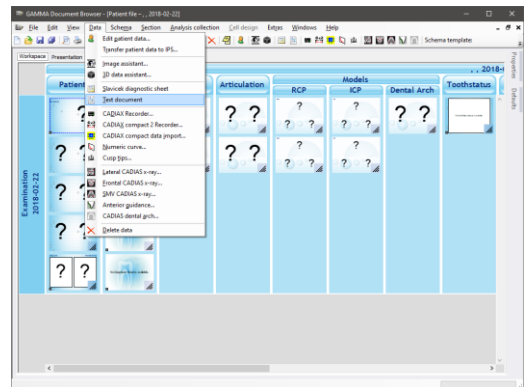 GAMMA Document Browser - [Patient file - , , 2018-02-22]
File Edit View Data Schema Section Analysis collection Cell design Extras Windows Help
Schema template:
Workspace Presentation
Properties
Defaults
Edit patient data...
Transfer patient data to IPS...
Image assistant...
3D data assistant...
Slavicek diagnostic sheet
Text document
CADIAX Recorder...
CADIAX compact 2 Recorder...
CADIAX compact data import...
Numeric curve...
Cusp tips...
Lateral CADIAS x-ray...
Frontal CADIAS x-ray...
SMV CADIAS x-ray...
Anterior guidance...
CADIAS dental arch...
Delete data
, , 2018-
Patient
Articulation
Models
RCP ICP Dental Arch
Toothstatus
? ? ? ? ? ? ? ?
? ? ? ? ? ? ? ?
? ?
? ?
? ?
Examination
2018-02-22